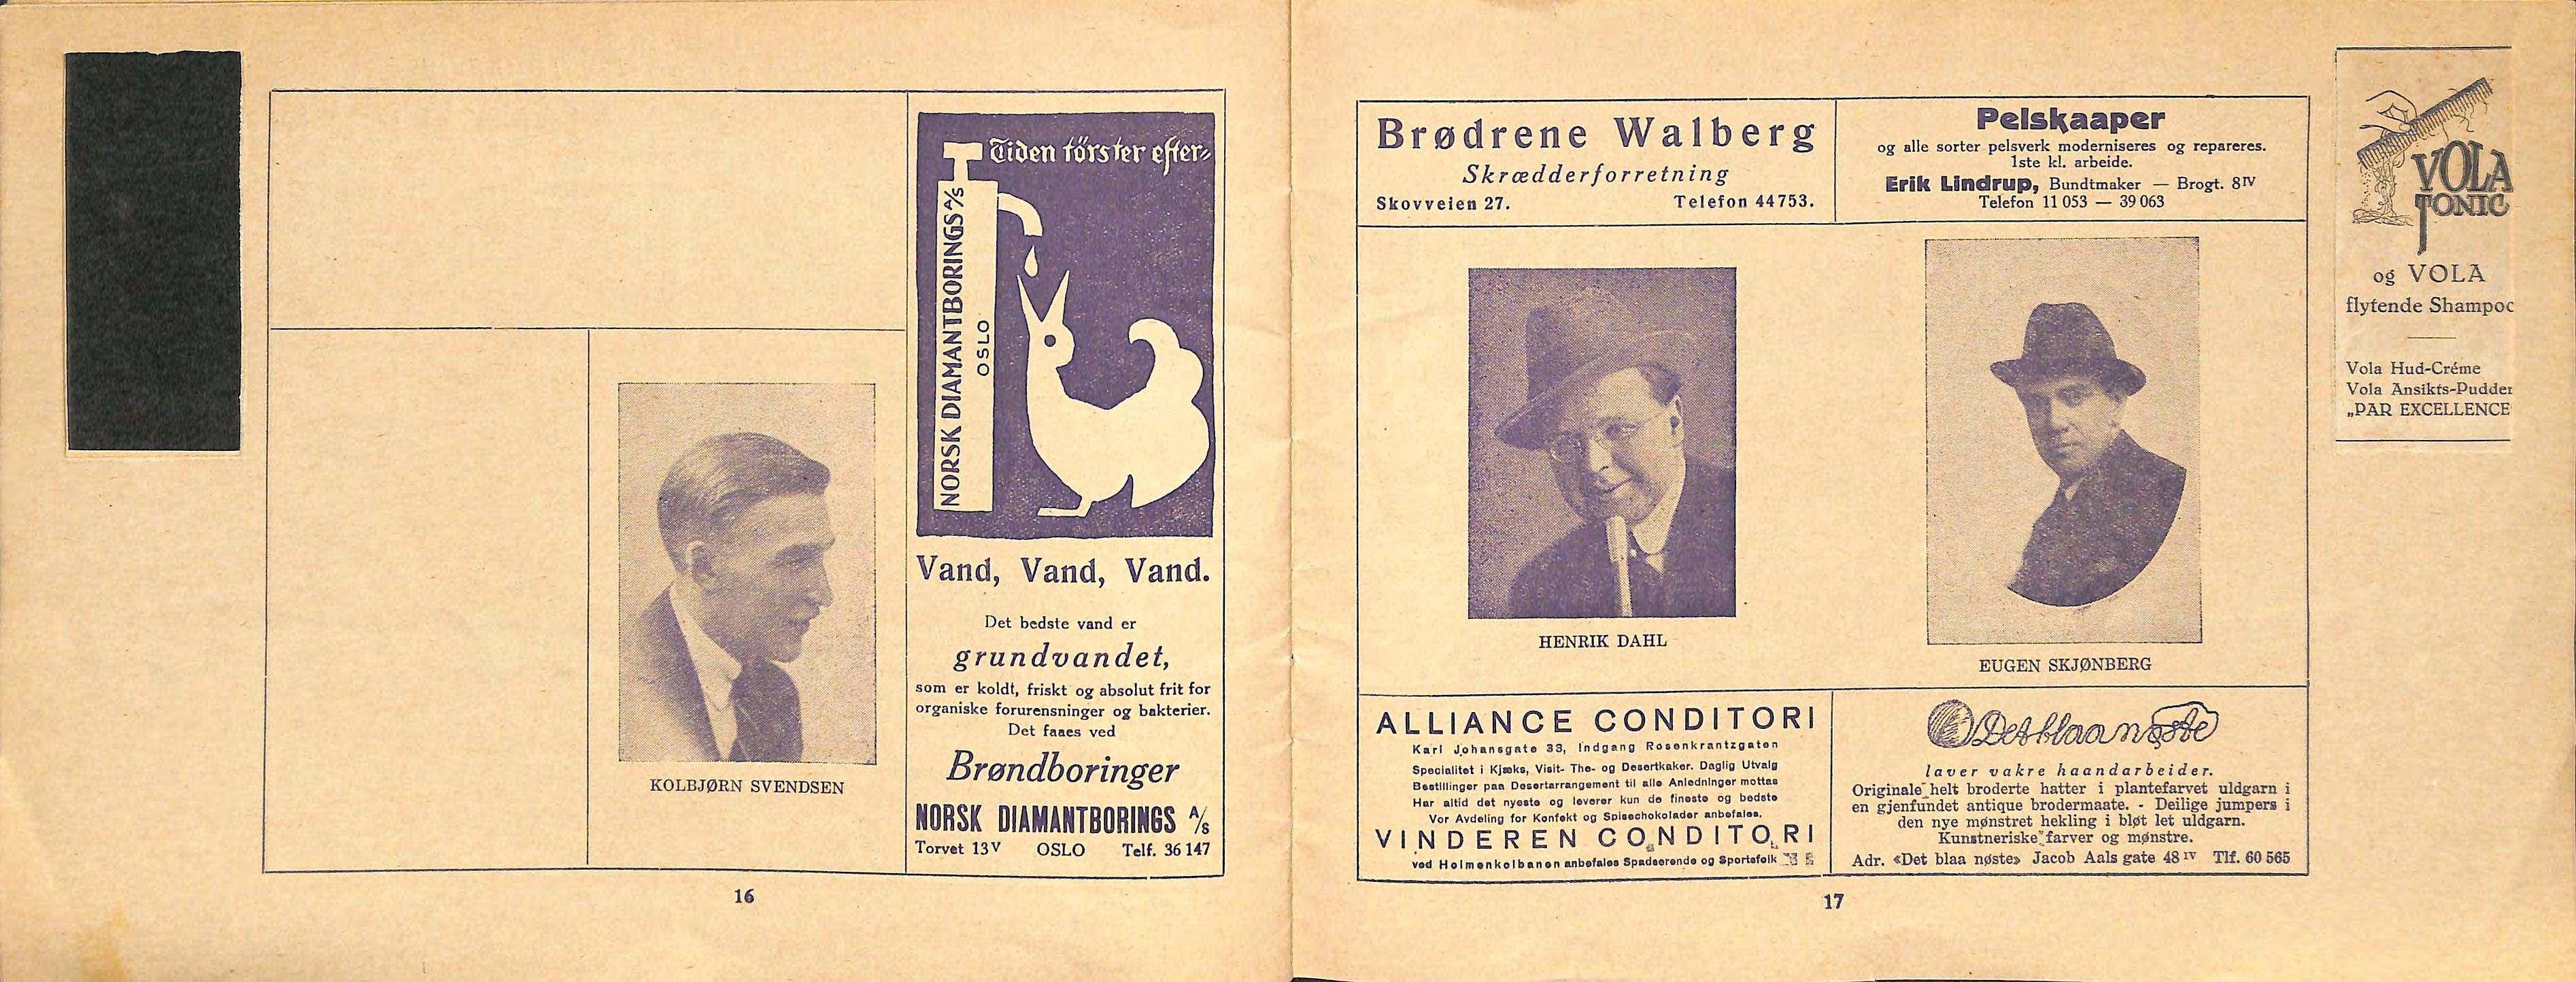 Tiden törster efter-
NORSK DIAMANTBORINGS A/S
OSLO
Vand, Vand, Vand.
Det bedste vand er
grundvandet,
som er koldt, friskt og absolut frit for
organiske forurensninger og bakterier.
Det faaes ved
Brøndboringer
NORSK DIAMANTBORINGS A/S
Torvet 13 V OSLO Telf. 36 147
KOLBJØRN SVENDSEN
16
Brødrene Walberg
Skrædderforretning
Skovveien 27. Telefon 44753.
Pelskaaper
og alle sorter pelsverk moderniseres og repareres.
1ste kl. arbeide.
Erik Lindrup, Bundtmaker — Brogt. 8 IV
Telefon 11 053 — 39 063
HENRIK DAHL
EUGEN SKJØNBERG
ALLIANCE CONDITORI
Karl Johansgate 33, Indgang Rosenkrantzgaten
Specialitet i Kjæks, Visit- The- og Desertkaker. Daglig Utvalg
Bestillinger paa Desertarrangement til alle Anledninger mottas
Har altid det nyeste og leverer kun de fineste og bedste
Vor Avdeling for Konfekt og Spisechokolader anbefales.
VINDEREN CONDITORI
ved Holmenkolbanen anbefales Spadserende og Sportsfolk
Det blaa nøste
laver vakre haandarbeider.
Originale helt broderte hatter i plantefarvet uldgarn i
en gjenfundet antique brodermaate. - Deilige jumpers i
den nye mønstret hekling i bløt let uldgarn.
Kunstneriske farver og mønstre.
Adr. «Det blaa nøste» Jacob Aals gate 48 IV Tlf. 60 565
17
VOLA
TONIC
og VOLA
flytende Shampoo
Vola Hud-Créme
Vola Ansikts-Pudder
„PAR EXCELLENCE